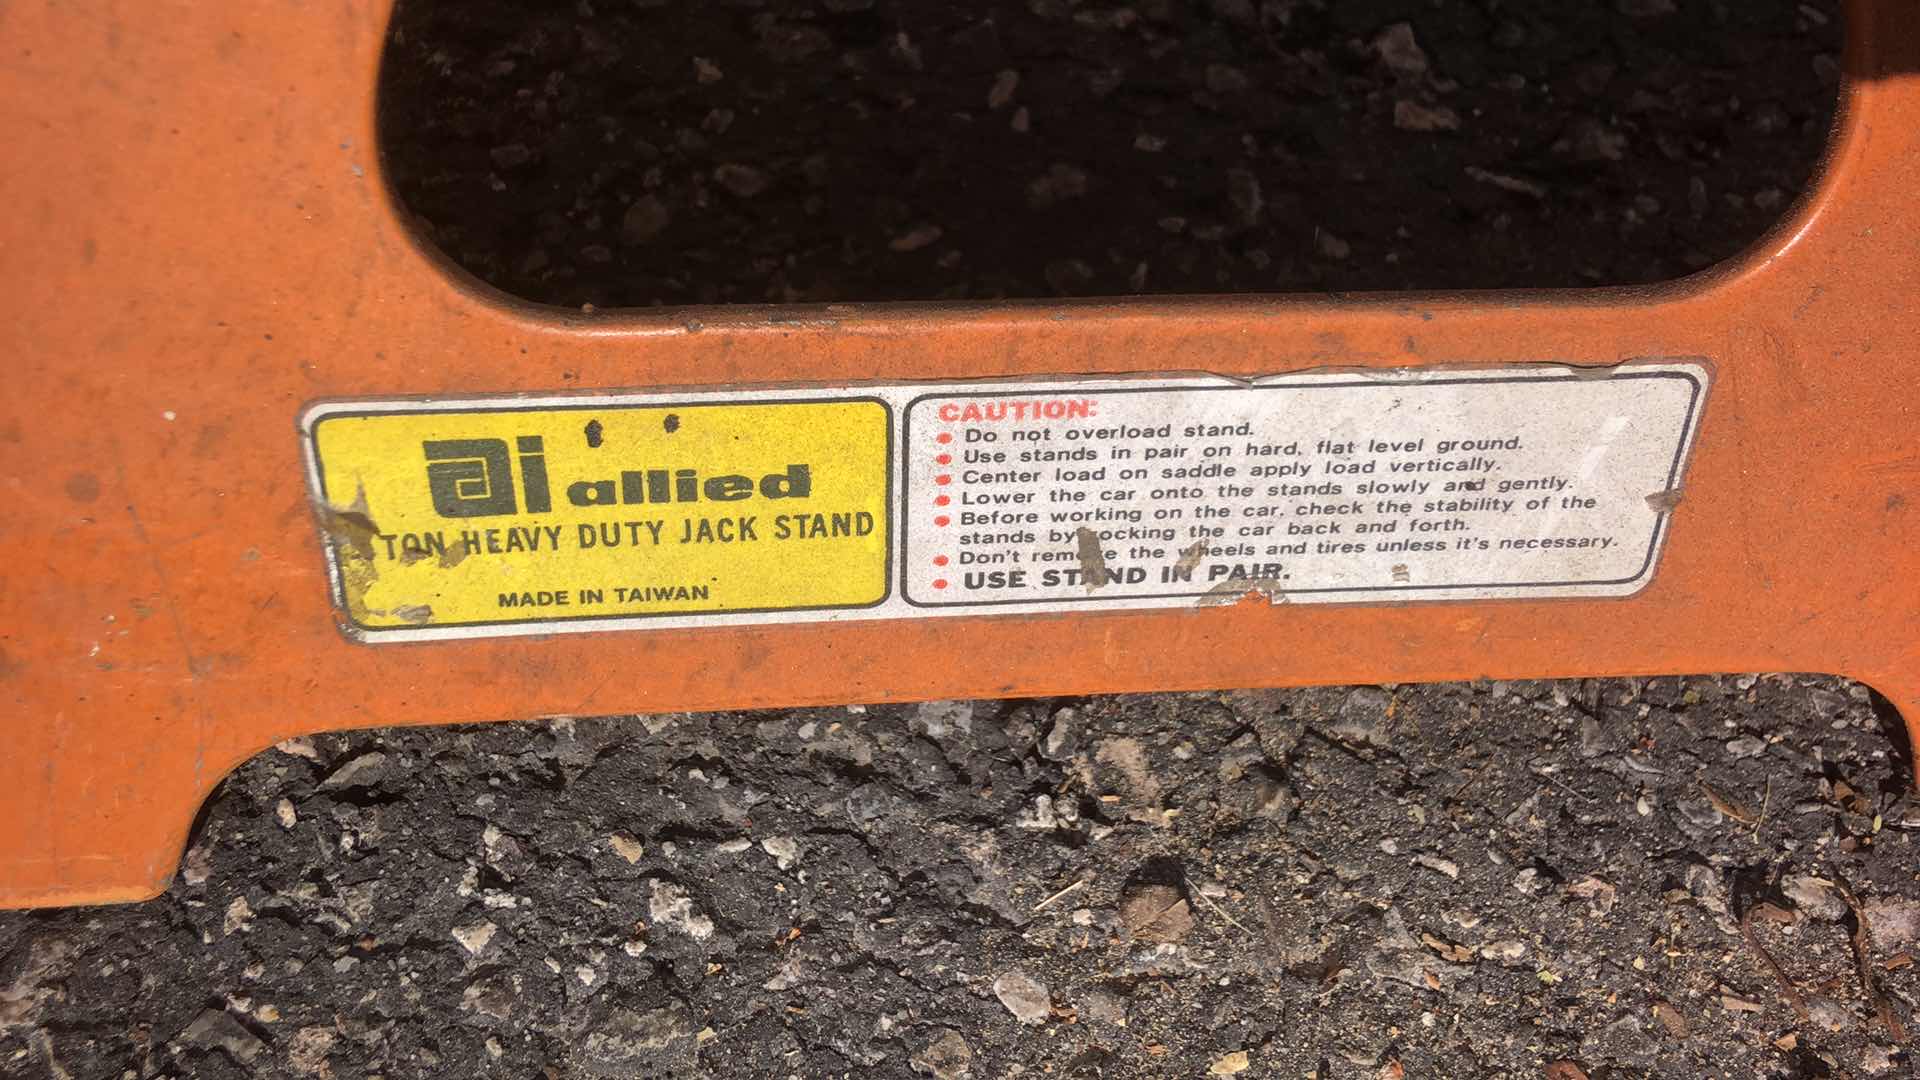 ai allied
TON HEAVY DUTY JACK STAND
MADE IN TAIWAN
CAUTION:
• Do not overload stand.
• Use stands in pair on hard, flat level ground.
• Center load on saddle apply load vertically.
• Lower the car onto the stands slowly and gently.
• Before working on the car, check the stability of the
stands by rocking the car back and forth.
• Don't remove the wheels and tires unless it's necessary.
• USE STAND IN PAIR.